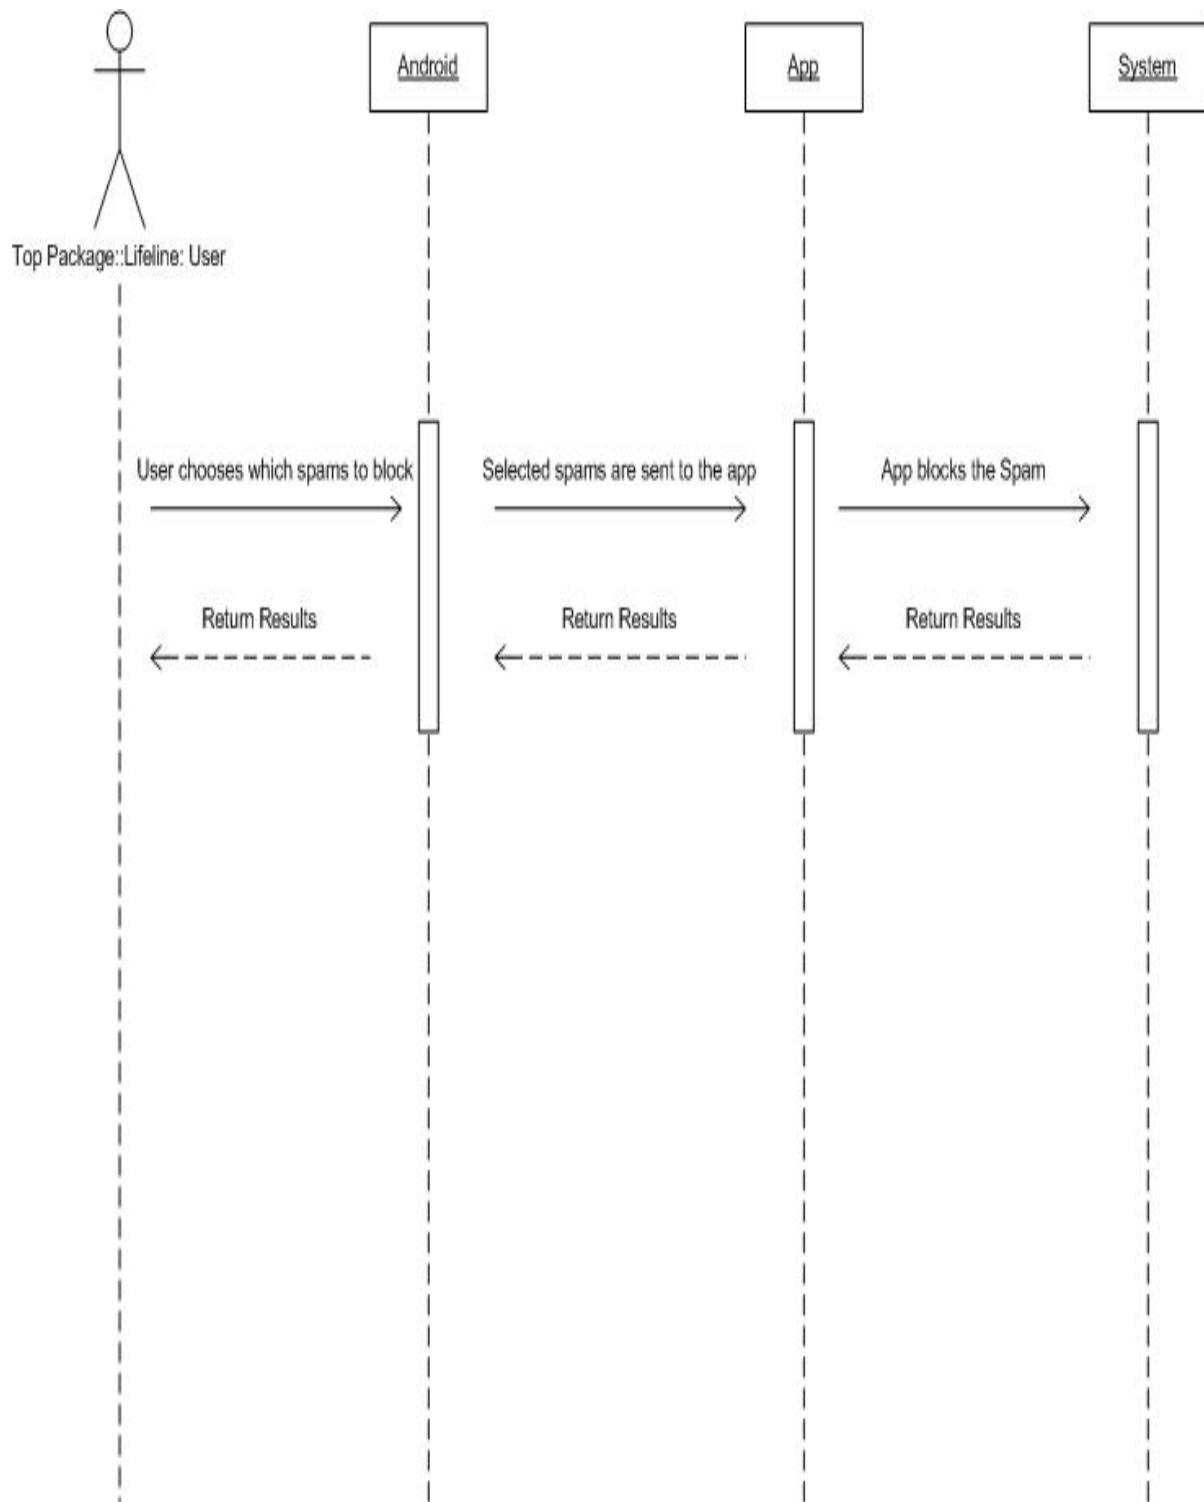 Android
App
System
Top Package::Lifeline: User
User chooses which spams to block
Selected spams are sent to the app
App blocks the Spam
Return Results
Return Results
Return Results